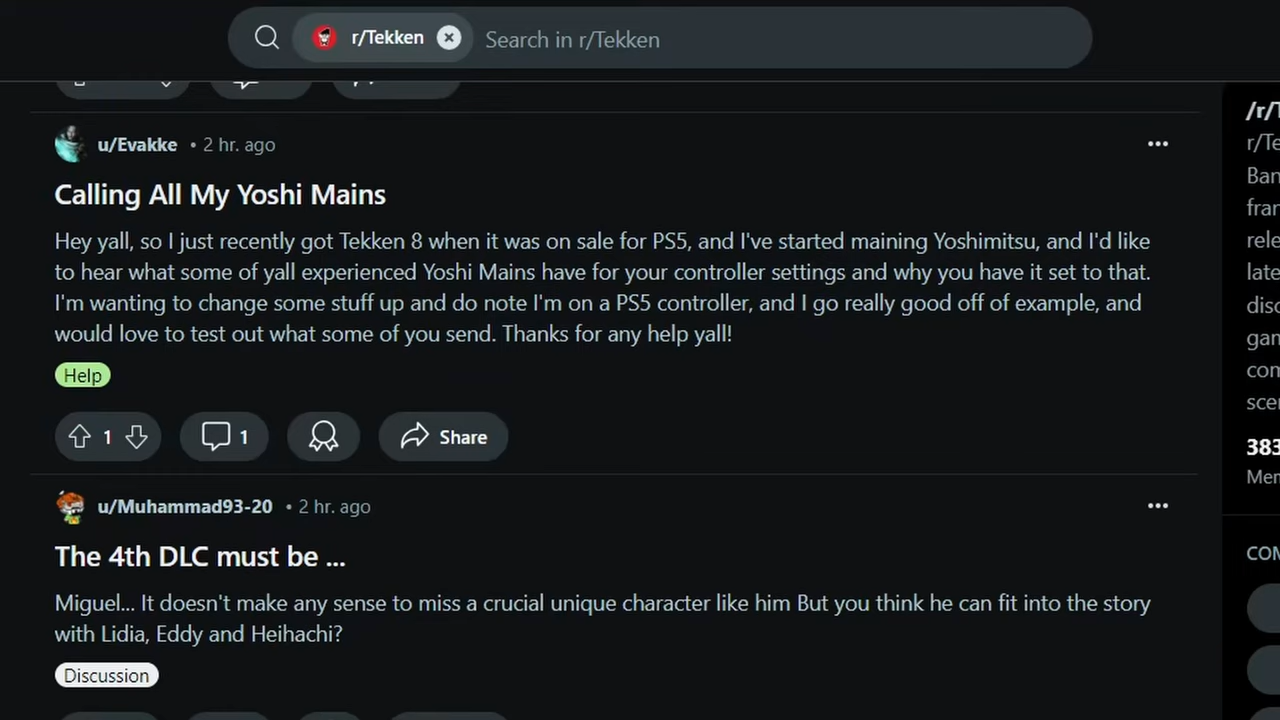 r/Tekken
Search in r/Tekken
u/Evakke • 2 hr. ago
Calling All My Yoshi Mains
Hey yall, so I just recently got Tekken 8 when it was on sale for PS5, and I've started maining Yoshimitsu, and I'd like
to hear what some of yall experienced Yoshi Mains have for your controller settings and why you have it set to that.
I'm wanting to change some stuff up and do note I'm on a PS5 controller, and I go really good off of example, and
would love to test out what some of you send. Thanks for any help yall!
Help
1
1
Share
u/Muhammad93-20 • 2 hr. ago
The 4th DLC must be ...
Miguel... It doesn't make any sense to miss a crucial unique character like him But you think he can fit into the story
with Lidia, Eddy and Heihachi?
Discussion
/r/T
r/Te
Ban
fran
rele
late
disc
gam
com
scen
383
Mem
COM